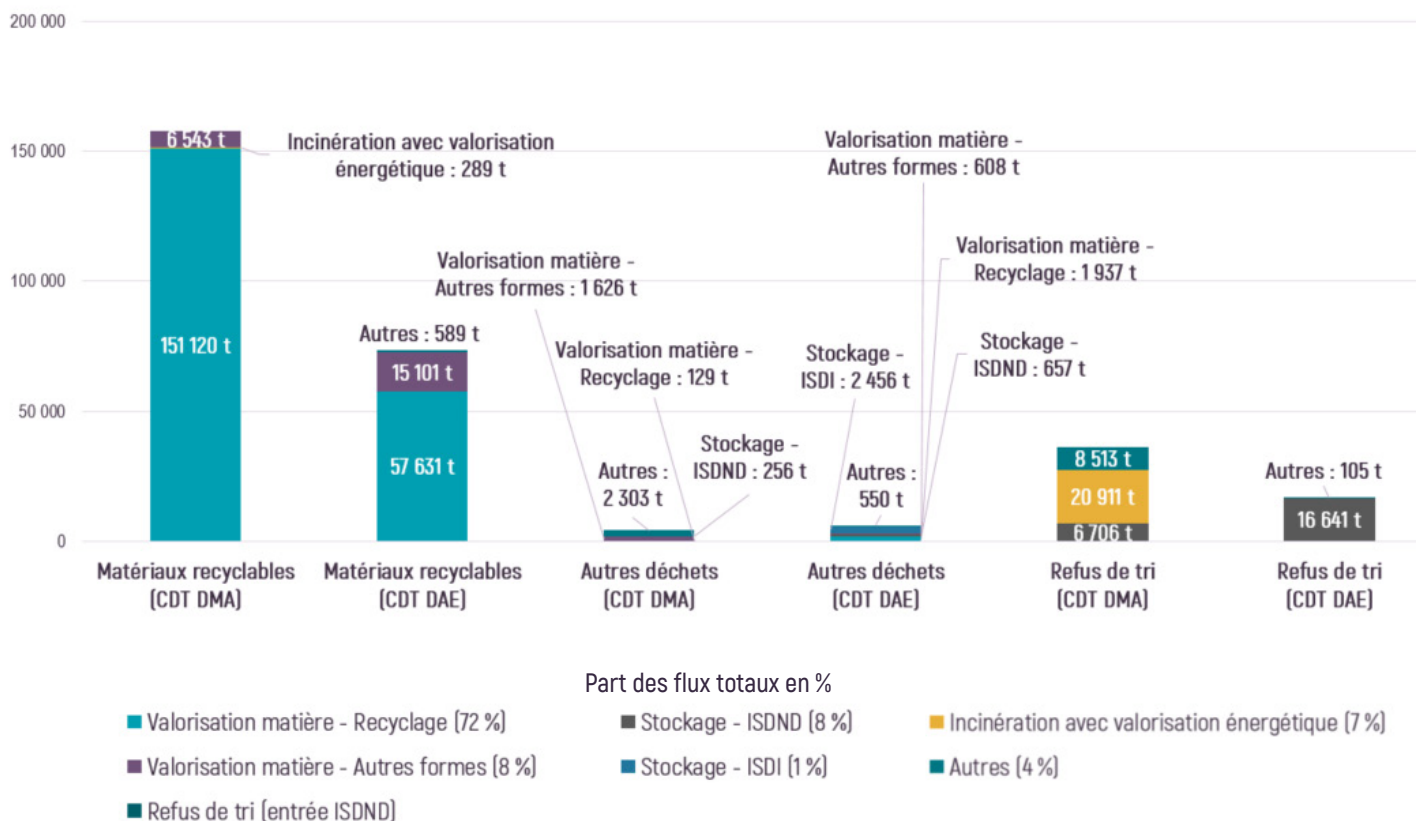 200 000
150 000
100 000
50 000
0
6 543 t
Incinération avec valorisation
énergétique : 289 t
151 120 t
Autres : 589 t
15 101 t
57 631 t
Valorisation matière -
Autres formes : 1 626 t
Valorisation matière -
Recyclage : 129 t
Stockage -
ISDND : 256 t
Autres :
2 303 t
Valorisation matière -
Autres formes : 608 t
Valorisation matière -
Recyclage : 1 937 t
Stockage -
ISDI : 2 456 t
Stockage -
ISDND : 657 t
Autres :
550 t
8 513 t
20 911 t
6 706 t
Autres : 105 t
16 641 t
Matériaux recyclables
(CDT DMA)
Matériaux recyclables
(CDT DAE)
Autres déchets
(CDT DMA)
Autres déchets
(CDT DAE)
Refus de tri
(CDT DMA)
Refus de tri
(CDT DAE)
Part des flux totaux en %
Valorisation matière - Recyclage (72 %)
Stockage - ISDND (8 %)
Incinération avec valorisation énergétique (7 %)
Valorisation matière - Autres formes (8 %)
Stockage - ISDI (1 %)
Autres (4 %)
Refus de tri (entrée ISDND)